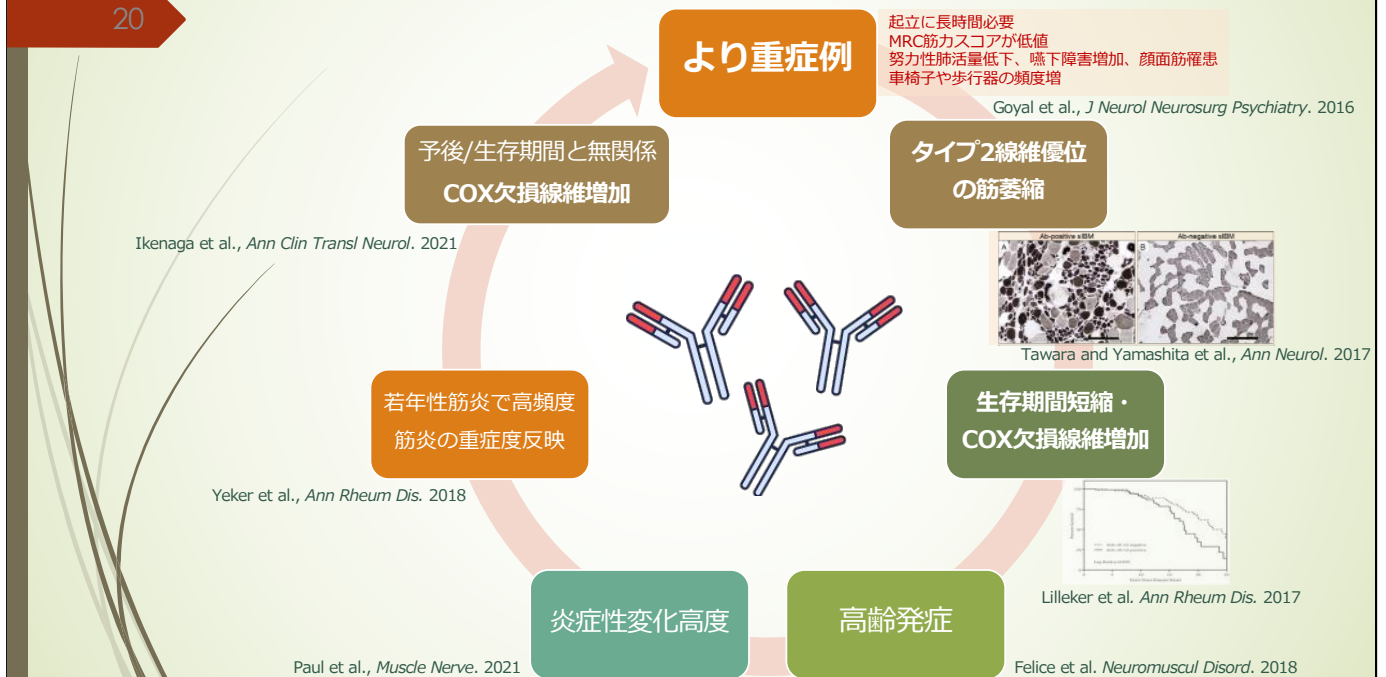 20
より重症例
起立に長時間必要
MRC筋力スコアが低値
努力性肺活量低下、嚥下障害増加、顔面筋罹患
車椅子や歩行器の頻度増
Goyal et al., J Neurol Neurosurg Psychiatry. 2016
タイプ2線維優位
の筋萎縮
Ab-positive sIBM
Ab-negative sIBM
A
B
Tawara and Yamashita et al., Ann Neurol. 2017
生存期間短縮・
COX欠損線維増加
Lilleker et al. Ann Rheum Dis. 2017
高齢発症
Felice et al. Neuromuscul Disord. 2018
炎症性変化高度
Paul et al., Muscle Nerve. 2021
若年性筋炎で高頻度
筋炎の重症度反映
Yeker et al., Ann Rheum Dis. 2018
予後/生存期間と無関係
COX欠損線維増加
Ikenaga et al., Ann Clin Transl Neurol. 2021